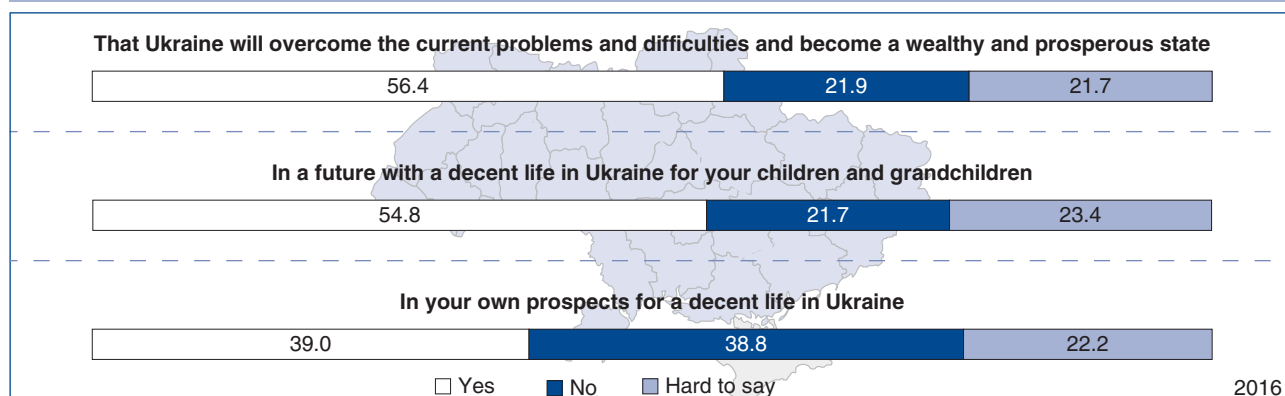 That Ukraine will overcome the current problems and difficulties and become a wealthy and prosperous state
56.4 21.9 21.7
In a future with a decent life in Ukraine for your children and grandchildren
54.8 21.7 23.4
In your own prospects for a decent life in Ukraine
39.0 38.8 22.2
Yes No Hard to say 2016